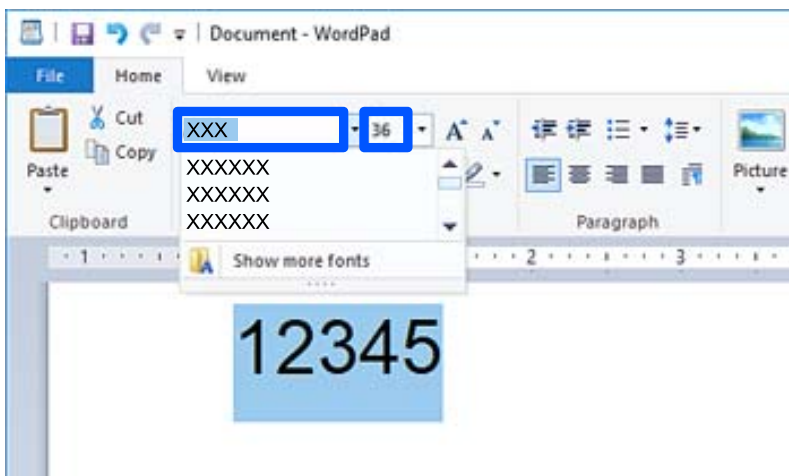 Document - WordPad
File Home View
Paste
Cut
Copy
Clipboard
XXX 36 A A
XXXXXX
XXXXXX
XXXXXX
Show more fonts
Paragraph
Picture
1 2 3
12345